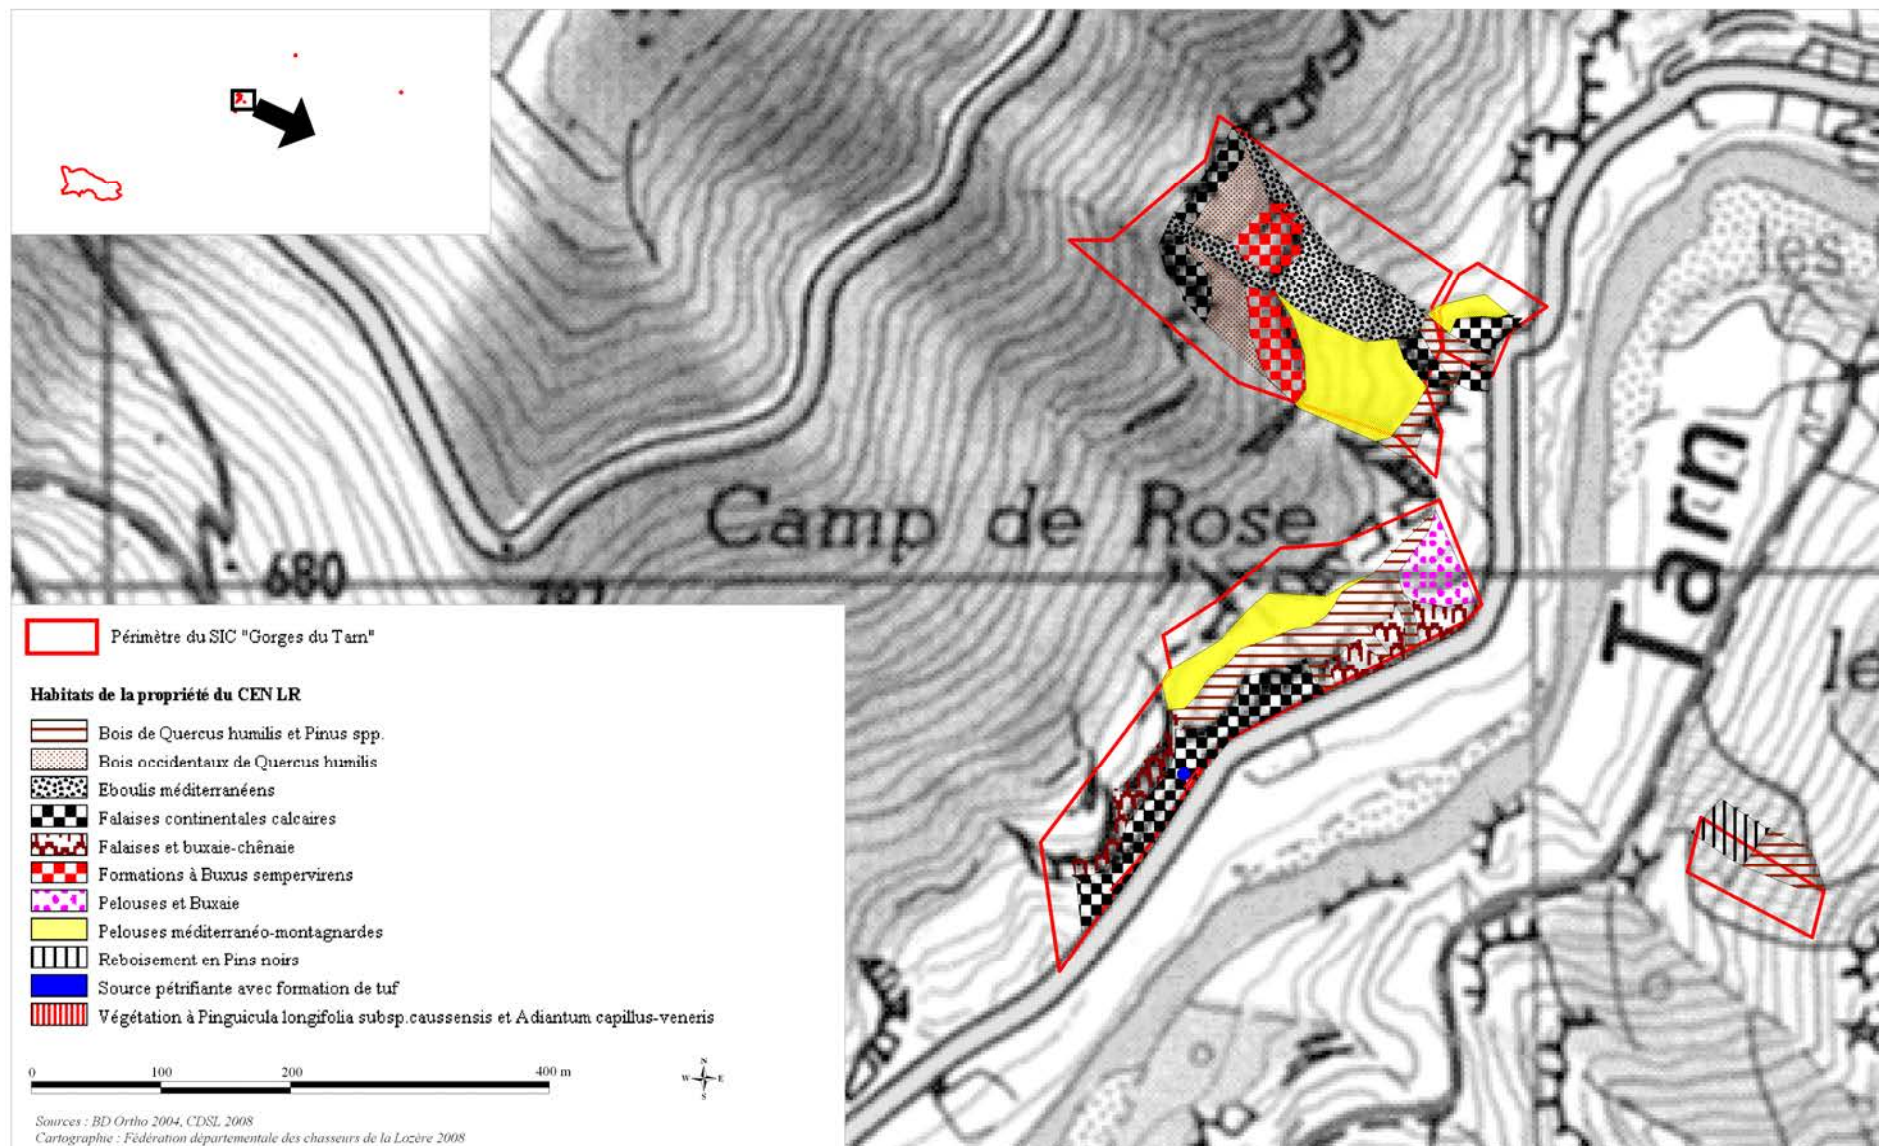 les
Camp de Rose
Tarn
680
787
le
Périmètre du SIC "Gorges du Tarn"
Habitats de la propriété du CEN LR
Bois de Quercus humilis et Pinus spp.
Bois occidentaux de Quercus humilis
Eboulis méditerranéens
Falaises continentales calcaires
Falaises et buxaie-chênaie
Formations à Buxus sempervirens
Pelouses et Buxaie
Pelouses méditerranéo-montagnardes
Reboisement en Pins noirs
Source pétrifiante avec formation de tuf
Végétation à Pinguicula longifolia subsp.caussensis et Adiantum capillus-veneris
0 100 200 400 m
N
W E
S
Sources : BD Ortho 2004, CDSL 2008
Cartographie : Fédération départementale des chasseurs de la Lozère 2008